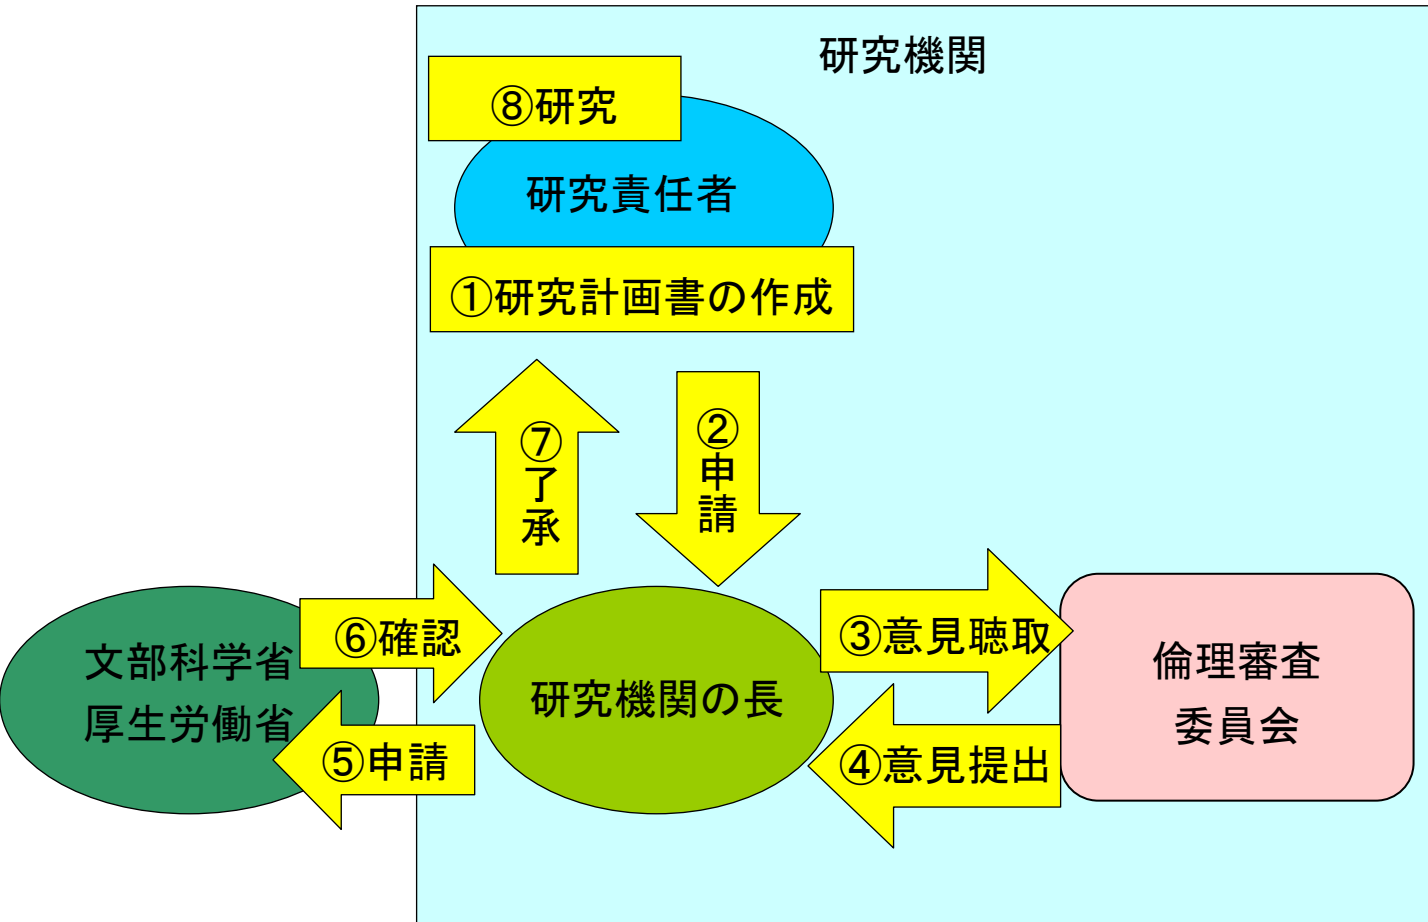 研究機関
⑧研究
研究責任者
①研究計画書の作成
⑦了承
②申請
⑥確認
③意見聴取
文部科学省
厚生労働省
研究機関の長
倫理審査
委員会
⑤申請
④意見提出